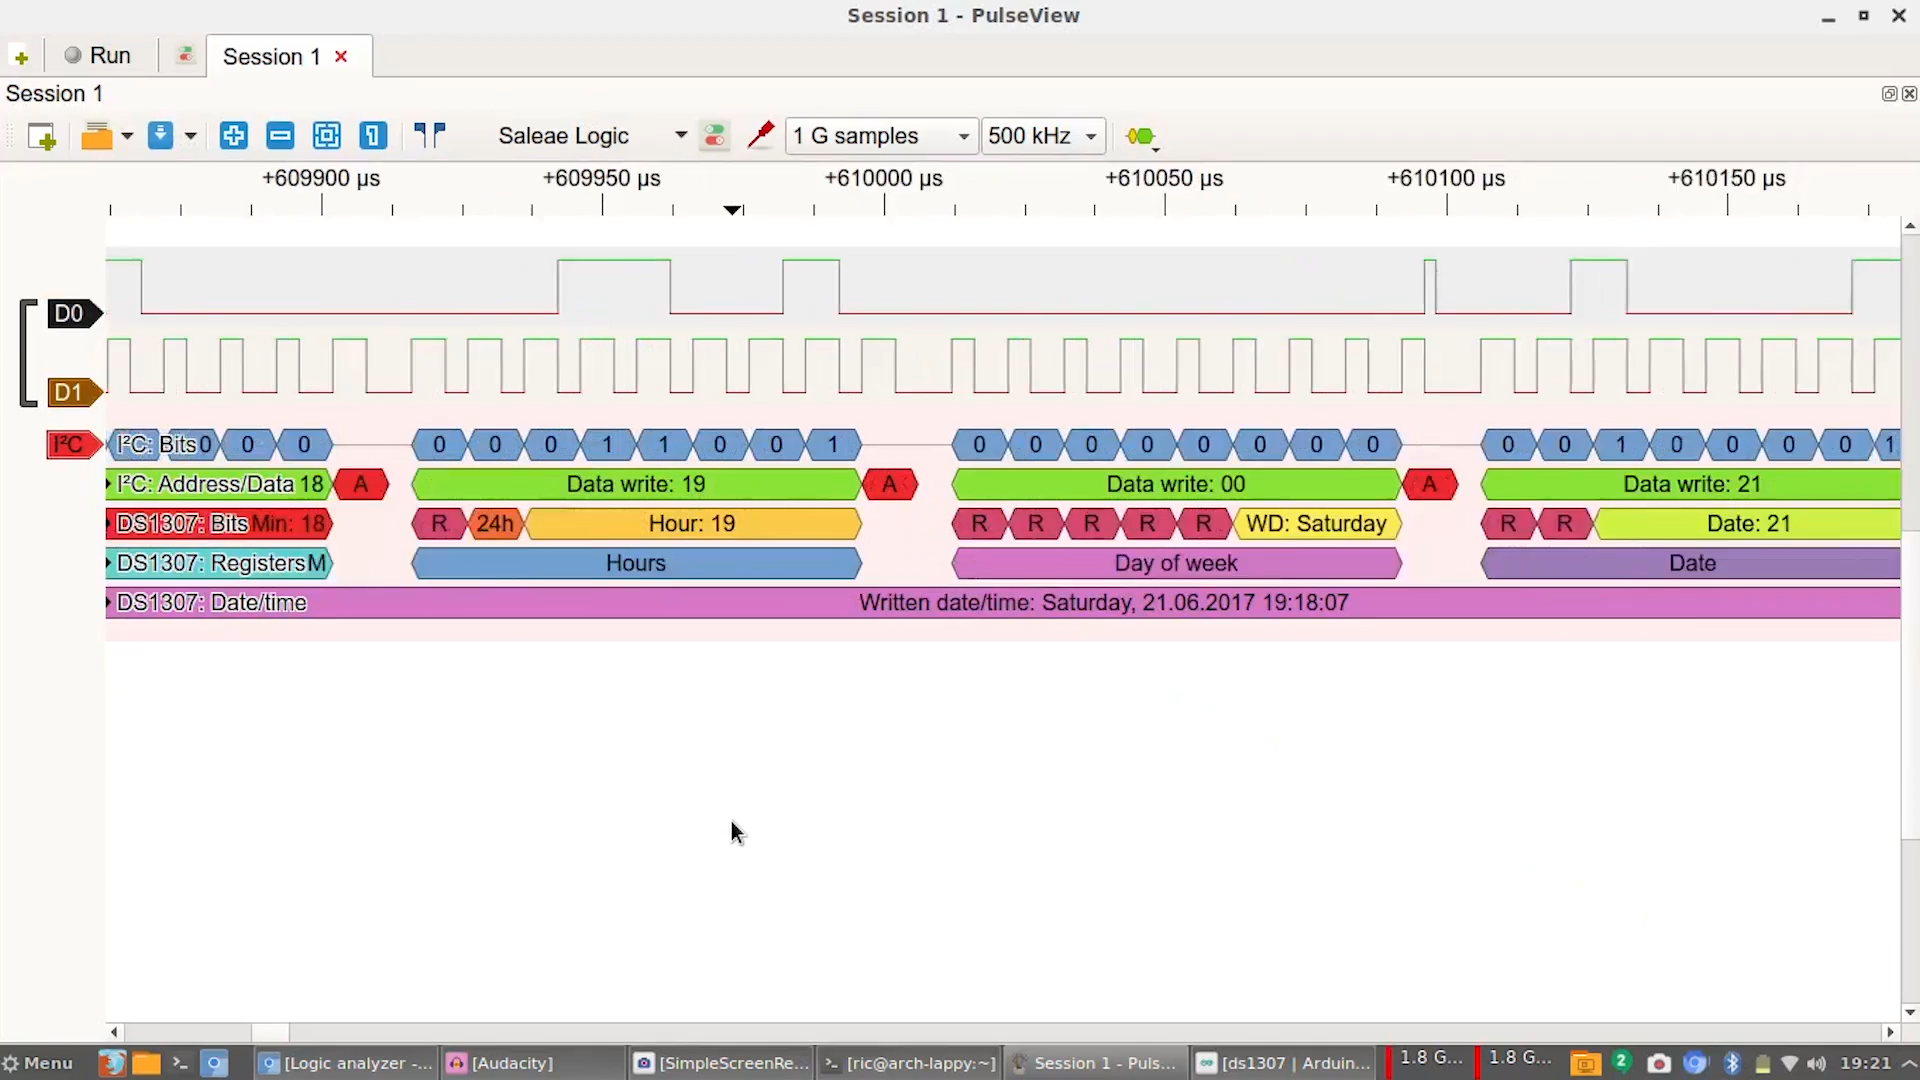 Session 1 - PulseView
Run
Session 1
Session 1
Saleae Logic 1 G samples 500 kHz
+609900 µs +609950 µs +610000 µs +610050 µs +610100 µs +610150 µs
D0
D1
I²C I²C: Bits 0 0 0 0 0 0 1 1 0 0 1 0 0 0 0 0 0 0 0 0 0 1 0 0 0 0 1
I²C: Address/Data 18 A Data write: 19 A Data write: 00 A Data write: 21
DS1307: Bits Min: 18 R 24h Hour: 19 R R R R R WD: Saturday R R Date: 21
DS1307: Registers M Hours Day of week Date
DS1307: Date/time Written date/time: Saturday, 21.06.2017 19:18:07
Menu [Logic analyzer -... [Audacity] [SimpleScreenRe... [ric@arch-lappy:~] Session 1 - Puls... [ds1307 | Arduin... 1.8 G... 1.8 G... 2 19:21